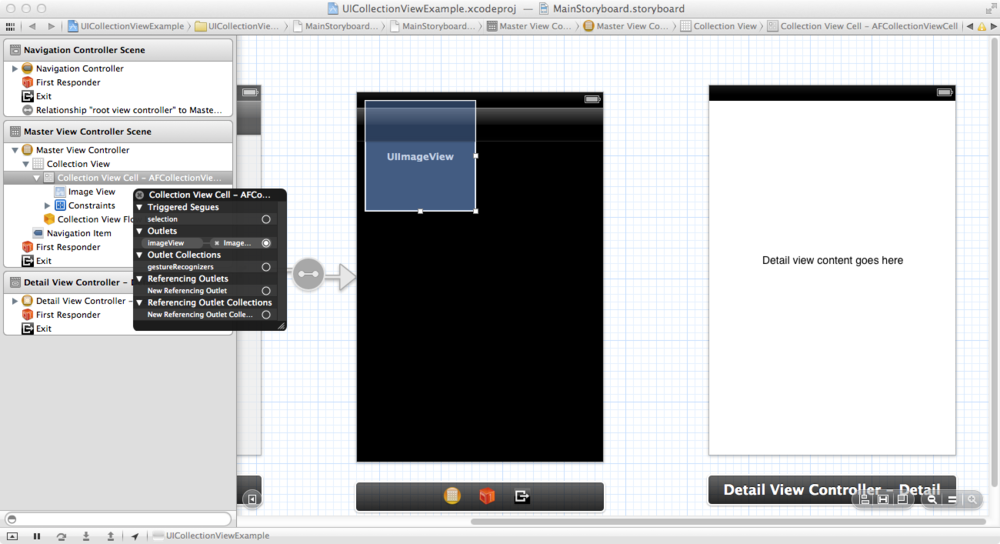 UICollectionViewExample.xcodeproj — MainStoryboard.storyboard
UICollectionViewExample UICollectionVie... MainStoryboard... MainStoryboard... Master View Co... Master View Co... Collection View Collection View Cell – AFCollectionViewCell
Navigation Controller Scene
Navigation Controller
First Responder
Exit
Relationship "root view controller" to Maste...
Master View Controller Scene
Master View Controller
Collection View
Collection View Cell – AFCollectionView...
Image View
Constraints
Collection View Flo
Navigation Item
First Responder
Exit
Detail View Controller – D
Detail View Controller –
First Responder
Exit
Collection View Cell – AFCo...
Triggered Segues
selection
Outlets
imageView Image...
Outlet Collections
gestureRecognizers
Referencing Outlets
New Referencing Outlet
Referencing Outlet Collections
New Referencing Outlet Colle...
UIImageView
Detail view content goes here
Detail View Controller – Detail
UICollectionViewExample